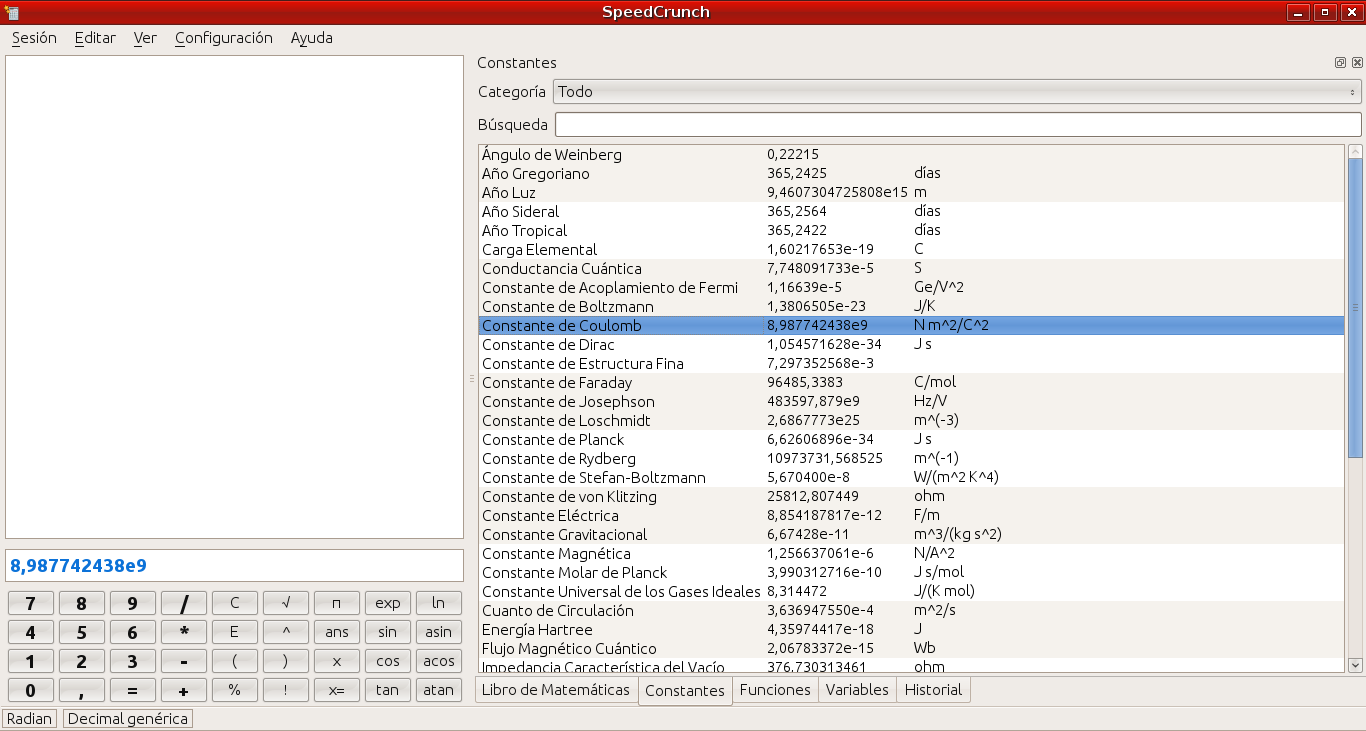 SpeedCrunch
Sesión Editar Ver Configuración Ayuda
Constantes
Categoría Todo
Búsqueda
Ángulo de Weinberg 0,22215
Año Gregoriano 365,2425 días
Año Luz 9,4607304725808e15 m
Año Sideral 365,2564 días
Año Tropical 365,2422 días
Carga Elemental 1,60217653e-19 C
Conductancia Cuántica 7,748091733e-5 S
Constante de Acoplamiento de Fermi 1,16639e-5 Ge/V^2
Constante de Boltzmann 1,3806505e-23 J/K
Constante de Coulomb 8,987742438e9 N m^2/C^2
Constante de Dirac 1,054571628e-34 J s
Constante de Estructura Fina 7,297352568e-3
Constante de Faraday 96485,3383 C/mol
Constante de Josephson 483597,879e9 Hz/V
Constante de Loschmidt 2,6867773e25 m^(-3)
Constante de Planck 6,62606896e-34 J s
Constante de Rydberg 10973731,568525 m^(-1)
Constante de Stefan-Boltzmann 5,670400e-8 W/(m^2 K^4)
Constante de von Klitzing 25812,807449 ohm
Constante Eléctrica 8,854187817e-12 F/m
Constante Gravitacional 6,67428e-11 m^3/(kg s^2)
Constante Magnética 1,256637061e-6 N/A^2
Constante Molar de Planck 3,990312716e-10 J s/mol
Constante Universal de los Gases Ideales 8,314472 J/(K mol)
Cuanto de Circulación 3,636947550e-4 m^2/s
Energía Hartree 4,35974417e-18 J
Flujo Magnético Cuántico 2,06783372e-15 Wb
Impedancia Característica del Vacío 376,730313461 ohm
Libro de Matemáticas Constantes Funciones Variables Historial
8,987742438e9
7 8 9 / C √ π exp ln
4 5 6 * E ^ ans sin asin
1 2 3 - ( ) x cos acos
0 , = + % ! x= tan atan
Radian Decimal genérica